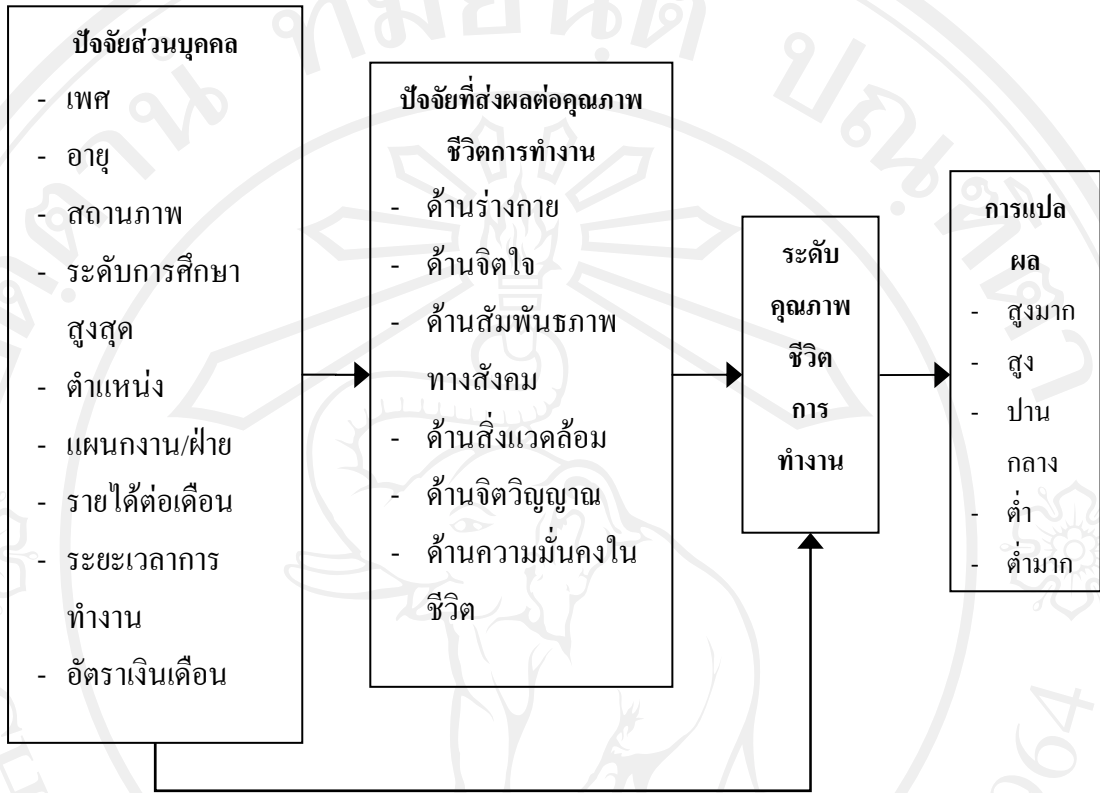 ปัจจัยส่วนบุคคล
- เพศ
- อายุ
- สถานภาพ
- ระดับการศึกษา
สูงสุด
- ตำแหน่ง
- แผนกงาน/ฝ่าย
- รายได้ต่อเดือน
- ระยะเวลาการ
ทำงาน
- อัตราเงินเดือน
ปัจจัยที่ส่งผลต่อคุณภาพ
ชีวิตการทำงาน
- ด้านร่างกาย
- ด้านจิตใจ
- ด้านสัมพันธภาพ
ทางสังคม
- ด้านสิ่งแวดล้อม
- ด้านจิตวิญญาณ
- ด้านความมั่นคงใน
ชีวิต
ระดับ
คุณภาพ
ชีวิต
การ
ทำงาน
การแปล
ผล
- สูงมาก
- สูง
- ปาน
กลาง
- ต่ำ
- ต่ำมาก